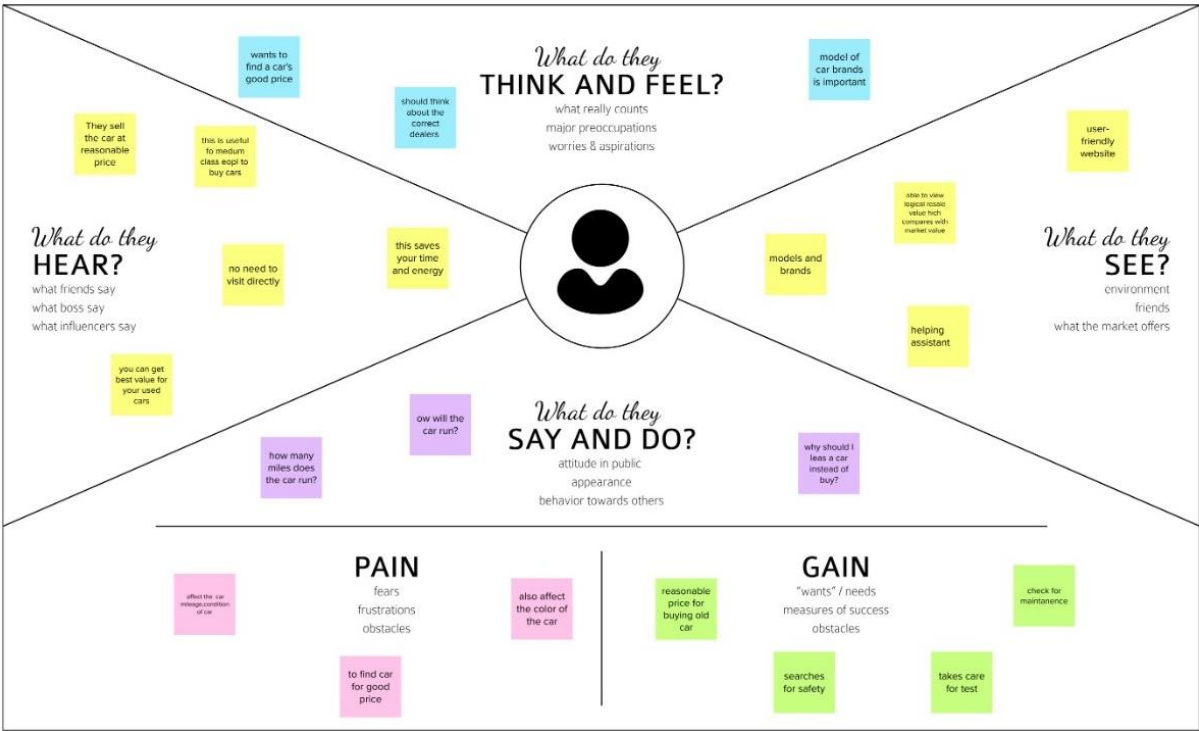 What do they
THINK AND FEEL?
what really counts
major preoccupations
worries & aspirations
wants to
find a car's
good price
should think
about the
correct
dealers
model of
car brands
is important
What do they
HEAR?
what friends say
what boss say
what influencers say
They sell
the car at
reasonable
price
this is useful
fo medum
class eopl to
buy cars
no need to
visit directly
this saves
your time
and energy
you can get
best value for
your used
cars
What do they
SEE?
environment
friends
what the market offers
user-
friendly
website
able to view
logical resale
value hich
compares with
market value
models and
brands
helping
assistant
What do they
SAY AND DO?
attitude in public
appearance
behavior towards others
how many
miles does
the car run?
ow will the
car run?
why should I
leas a car
instead of
buy?
PAIN
fears
frustrations
obstacles
affect the car
mileage,condition
of car
also affect
the color of
the car
to find car
for good
price
GAIN
"wants" / needs
measures of success
obstacles
reasonable
price for
buying old
car
check for
maintanence
searches
for safety
takes care
for test